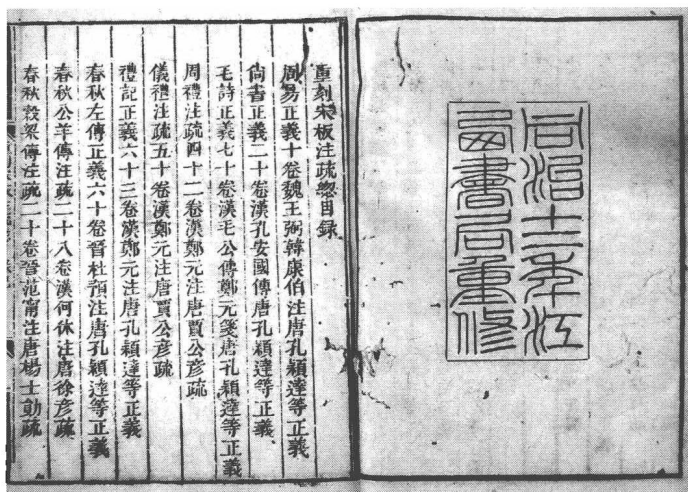 同治十二年江
西書局重修
重刻宋板注疏總目録
周易正義十卷魏王弼韓康伯注唐孔穎達等正義
尙書正義二十卷漢孔安國傳唐孔穎達等正義
毛詩正義七十卷漢毛公傳鄭元箋唐孔穎達等正義
周禮注疏四十二卷漢鄭元注唐賈公彦疏
儀禮注疏五十卷漢鄭元注唐賈公彦疏
禮記正義六十三卷漢鄭元注唐孔穎達等正義
春秋左傳正義六十卷晉杜預注唐孔穎達等正義
春秋公羊傳注疏二十八卷漢何休注唐徐彦疏
春秋穀梁傳注疏二十卷晉范甯注唐楊士勛疏